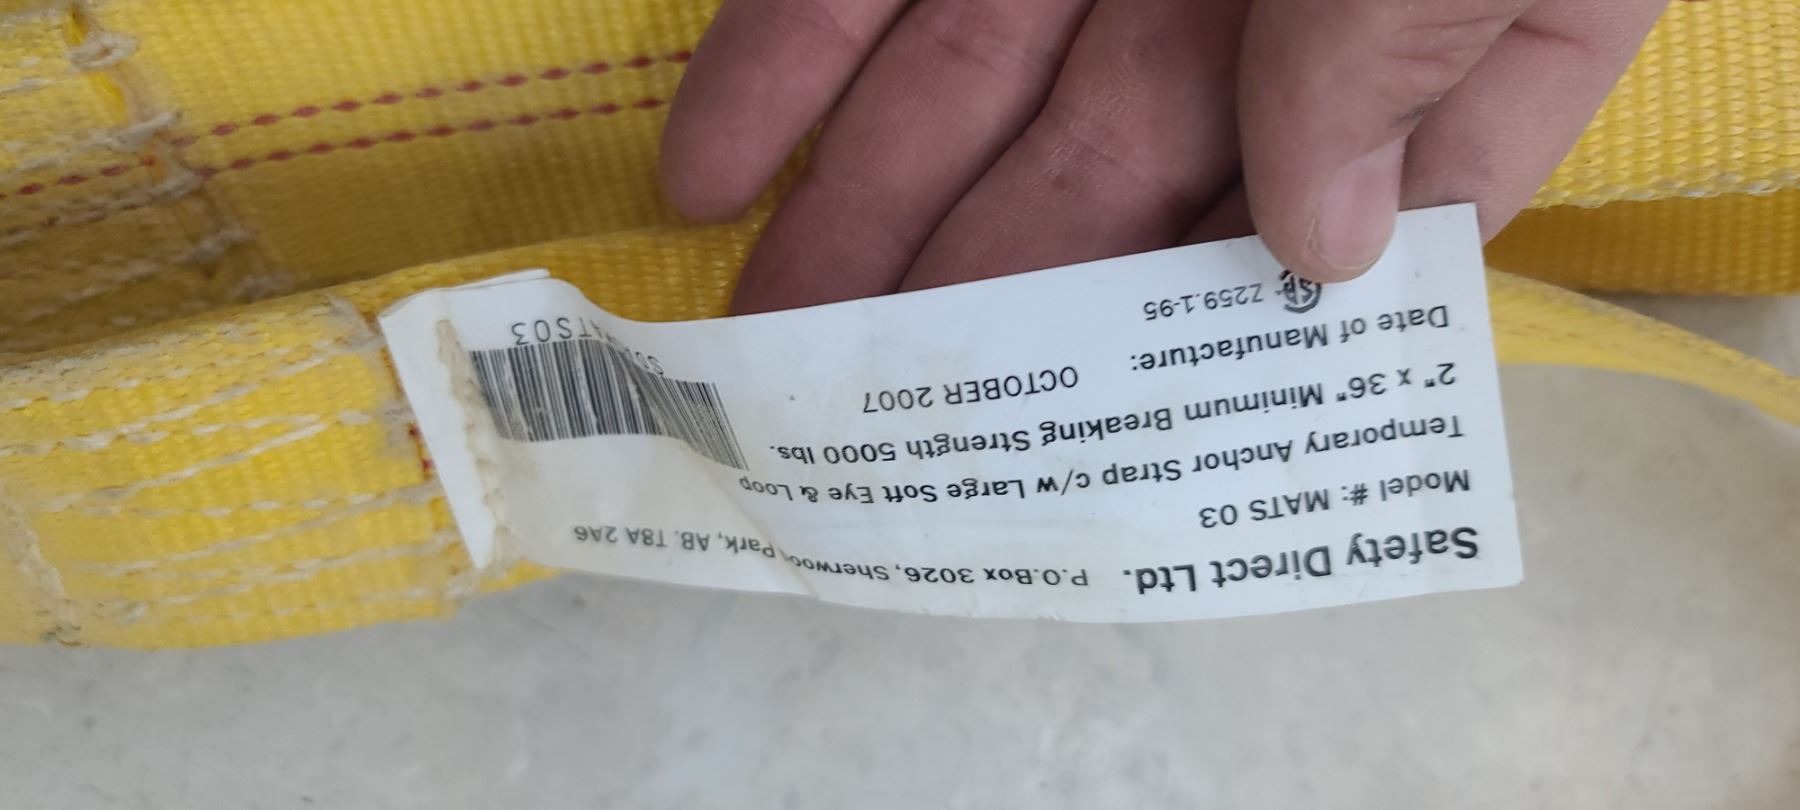 Safety Direct Ltd. P.O.Box 3026, Sherwood Park, AB. T8A 2A6
Model #: MATS 03
Temporary Anchor Strap c/w Large Soft Eye & Loop
2" x 36" Minimum Breaking Strength 5000 lbs.
Date of Manufacture: OCTOBER 2007
Z259.1-95